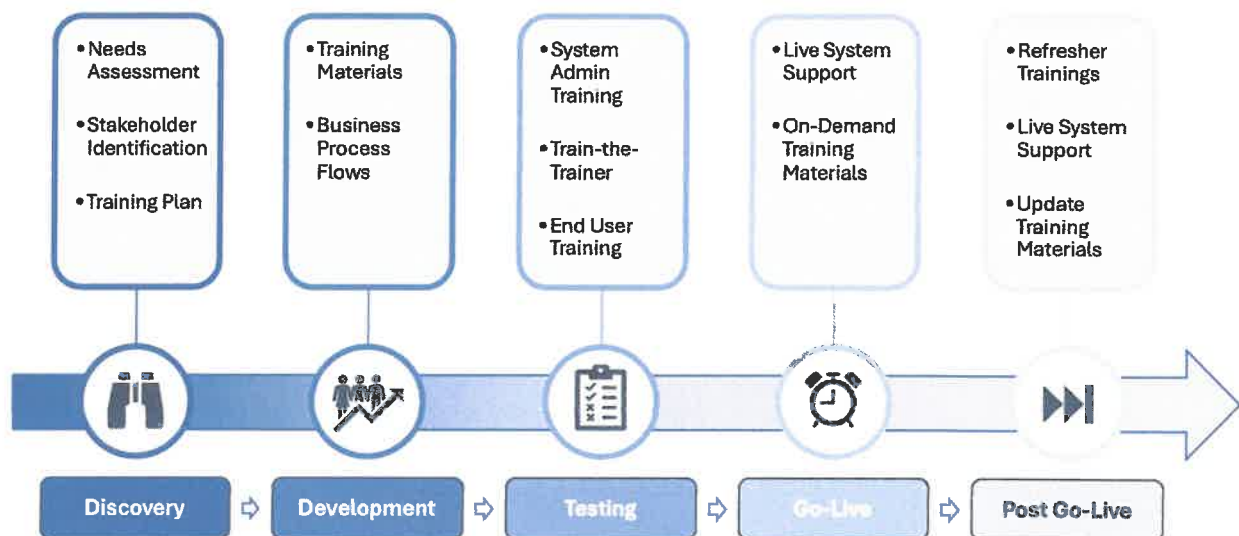 • Needs
Assessment
• Stakeholder
Identification
• Training Plan
• Training
Materials
• Business
Process
Flows
• System
Admin
Training
• Train-the-
Trainer
• End User
Training
• Live System
Support
• On-Demand
Training
Materials
• Refresher
Trainings
• Live System
Support
• Update
Training
Materials
Discovery
Development
Testing
Go-Live
Post Go-Live